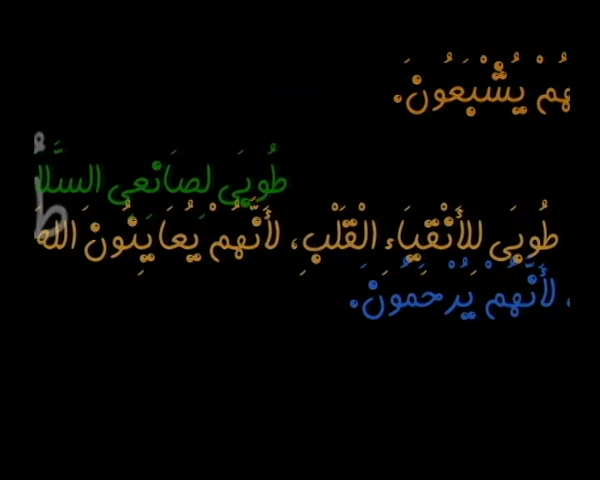 هُمْ يُشْبَعُونَ.
طُوبَى لِصَانِعِي السَّلاَ
طُوبَى لِلأَنْقِيَاءِ الْقَلْبِ، لأَنَّهُمْ يُعَايِنُونَ اللهَ
، لأَنَّهُمْ يُرْحَمُونَ.